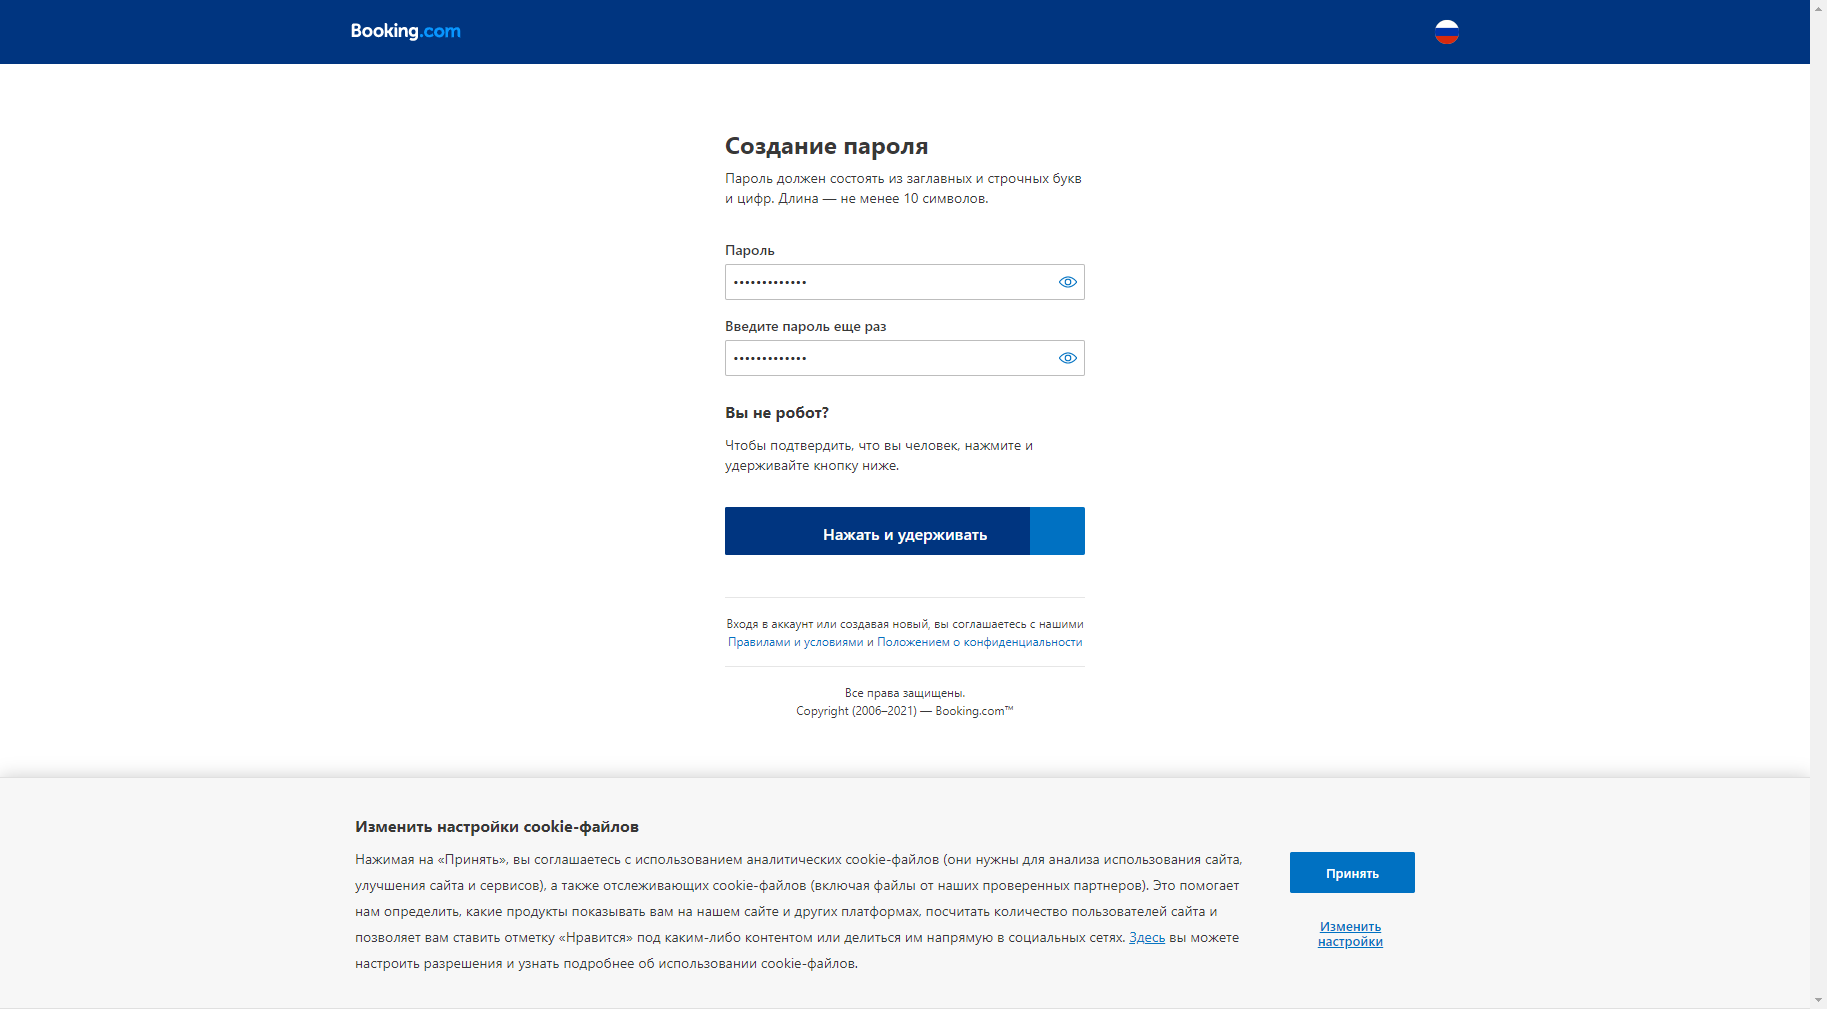 Booking.com
Создание пароля
Пароль должен состоять из заглавных и строчных букв
и цифр. Длина — не менее 10 символов.
Пароль
•••••••••••••
Введите пароль еще раз
•••••••••••••
Вы не робот?
Чтобы подтвердить, что вы человек, нажмите и
удерживайте кнопку ниже.
Нажать и удерживать
Входя в аккаунт или создавая новый, вы соглашаетесь с нашими
Правилами и условиями и Положением о конфиденциальности
Все права защищены.
Copyright (2006–2021) — Booking.com™
Изменить настройки cookie-файлов
Нажимая на «Принять», вы соглашаетесь с использованием аналитических cookie-файлов (они нужны для анализа использования сайта,
улучшения сайта и сервисов), а также отслеживающих cookie-файлов (включая файлы от наших проверенных партнеров). Это помогает
нам определить, какие продукты показывать вам на нашем сайте и других платформах, посчитать количество пользователей сайта и
позволяет вам ставить отметку «Нравится» под каким-либо контентом или делиться им напрямую в социальных сетях. Здесь вы можете
настроить разрешения и узнать подробнее об использовании cookie-файлов.
Принять
Изменить
настройки